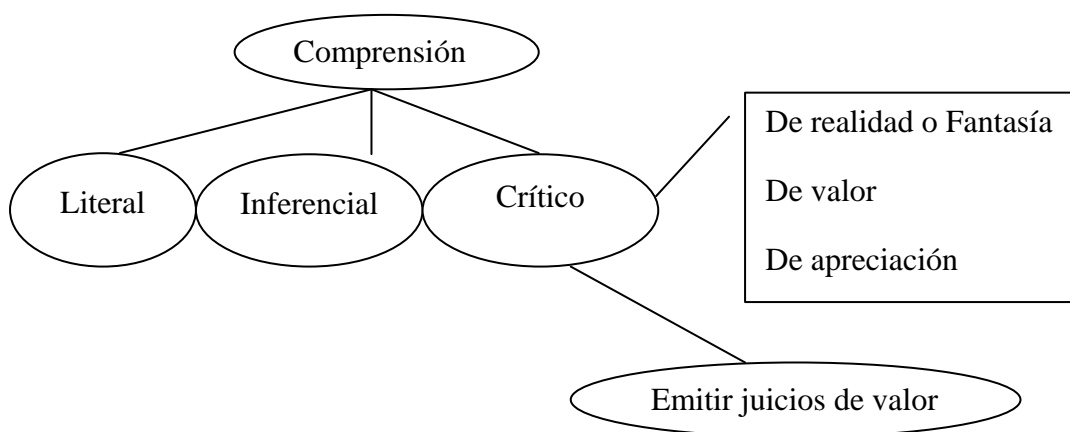 Comprensión
Literal
Inferencial
Crítico
De realidad o Fantasía
De valor
De apreciación
Emitir juicios de valor